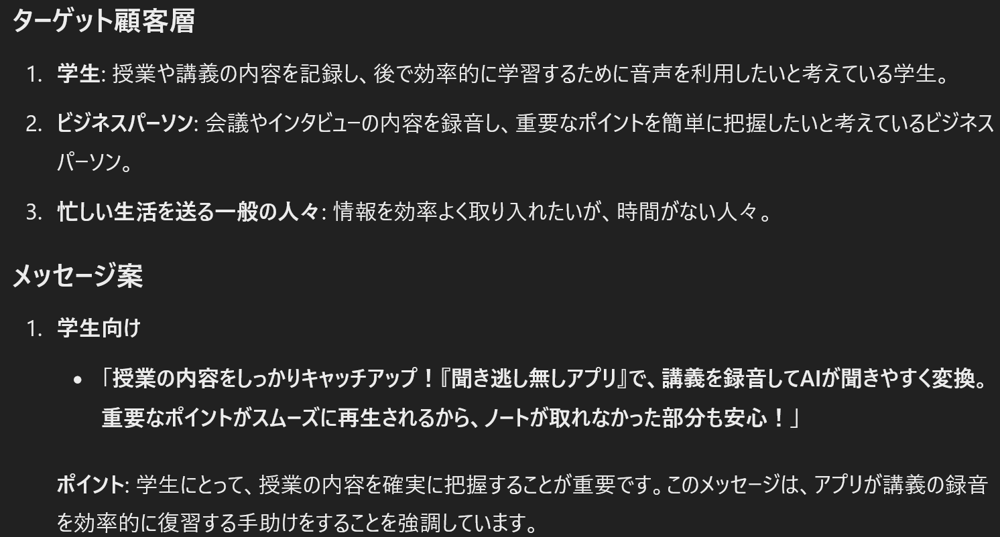 ターゲット顧客層
1. 学生: 授業や講義の内容を記録し、後で効率的に学習するために音声を利用したいと考えている学生。
2. ビジネスパーソン: 会議やインタビューの内容を録音し、重要なポイントを簡単に把握したいと考えているビジネス
パーソン。
3. 忙しい生活を送る一般の人々: 情報を効率よく取り入れたいが、時間がない人々。
メッセージ案
1. 学生向け
• 「授業の内容をしっかりキャッチアップ！『聞き逃し無しアプリ』で、講義を録音してAIが聞きやすく変換。
重要なポイントがスムーズに再生されるから、ノートが取れなかった部分も安心！」
ポイント: 学生にとって、授業の内容を確実に把握することが重要です。このメッセージは、アプリが講義の録音
を効率的に復習する手助けをすることを強調しています。